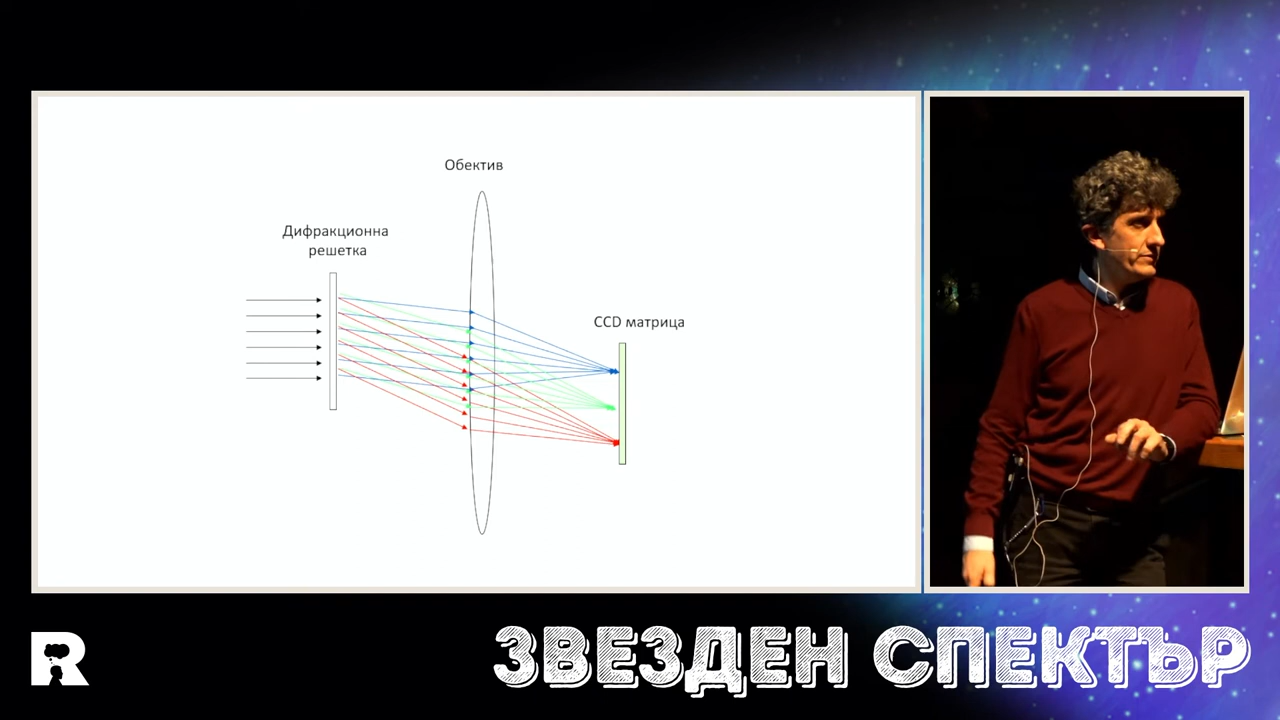 Обектив
Дифракционна
решетка
CCD матрица
R
ЗВЕЗДЕН СПЕКТЪР